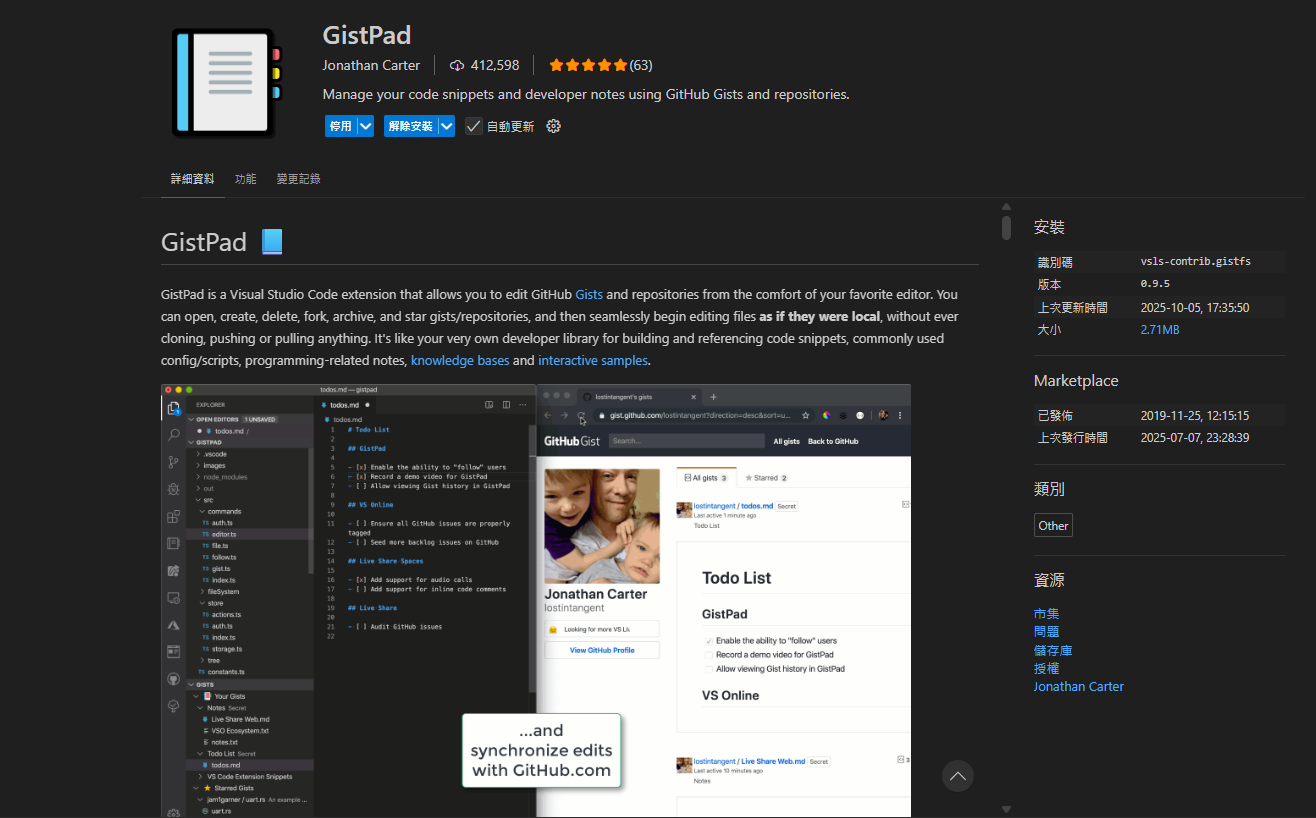 GistPad
Jonathan Carter 412,598 (63)
Manage your code snippets and developer notes using GitHub Gists and repositories.
停用 解除安裝 自動更新
詳細資料 功能 變更記錄
GistPad
GistPad is a Visual Studio Code extension that allows you to edit GitHub Gists and repositories from the comfort of your favorite editor. You
can open, create, delete, fork, archive, and star gists/repositories, and then seamlessly begin editing files as if they were local, without ever
cloning, pushing or pulling anything. It's like your very own developer library for building and referencing code snippets, commonly used
config/scripts, programming-related notes, knowledge bases and interactive samples.
todos.md — gistpad
EXPLORER
OPEN EDITORS 1 UNSAVED
todos.md /
GISTPAD
.vscode
images
node_modules
out
src
commands
TS auth.ts
TS editor.ts
TS file.ts
TS follow.ts
TS gist.ts
TS index.ts
fileSystem
store
TS actions.ts
TS auth.ts
TS index.ts
TS storage.ts
tree
TS constants.ts
GISTS
Your Gists
Notes Secret
Live Share Web.md
VSO Ecosystem.txt
notes.txt
Todo List Secret
todos.md
VS Code Extension Snippets
Starred Gists
jam1garner / uart.rs An example ...
uart.rs
todos.md
todos.md
1 # Todo List
2
3 ## GistPad
4
5 - [x] Enable the ability to "follow" users
6 - [x] Record a demo video for GistPad
7 - [ ] Allow viewing Gist history in GistPad
8
9 ## VS Online
10
11 - [ ] Ensure all GitHub issues are properly
tagged
12 - [ ] Seed more backlog issues on GitHub
13
14 ## Live Share Spaces
15
16 - [x] Add support for audio calls
17 - [ ] Add support for inline code comments
18
19 ## Live Share
20
21 - [ ] Audit GitHub issues
22
lostintangent's gists
gist.github.com/lostintangent?direction=desc&sort=u...
GitHub Gist Search... All gists Back to GitHub
Jonathan Carter
lostintangent
Looking for more VS Li
View GitHub Profile
All gists 3 Starred 2
lostintangent / todos.md Secret
Last active 1 minute ago
Todo List
Todo List
GistPad
Enable the ability to "follow" users
Record a demo video for GistPad
Allow viewing Gist history in GistPad
VS Online
lostintangent / Live Share Web.md Secret 3
Last active 10 minutes ago
Notes
...and
synchronize edits
with GitHub.com
安裝
識別碼 vsls-contrib.gistfs
版本 0.9.5
上次更新時間 2025-10-05, 17:35:50
大小 2.71MB
Marketplace
已發佈 2019-11-25, 12:15:15
上次發行時間 2025-07-07, 23:28:39
類別
Other
資源
市集
問題
儲存庫
授權
Jonathan Carter